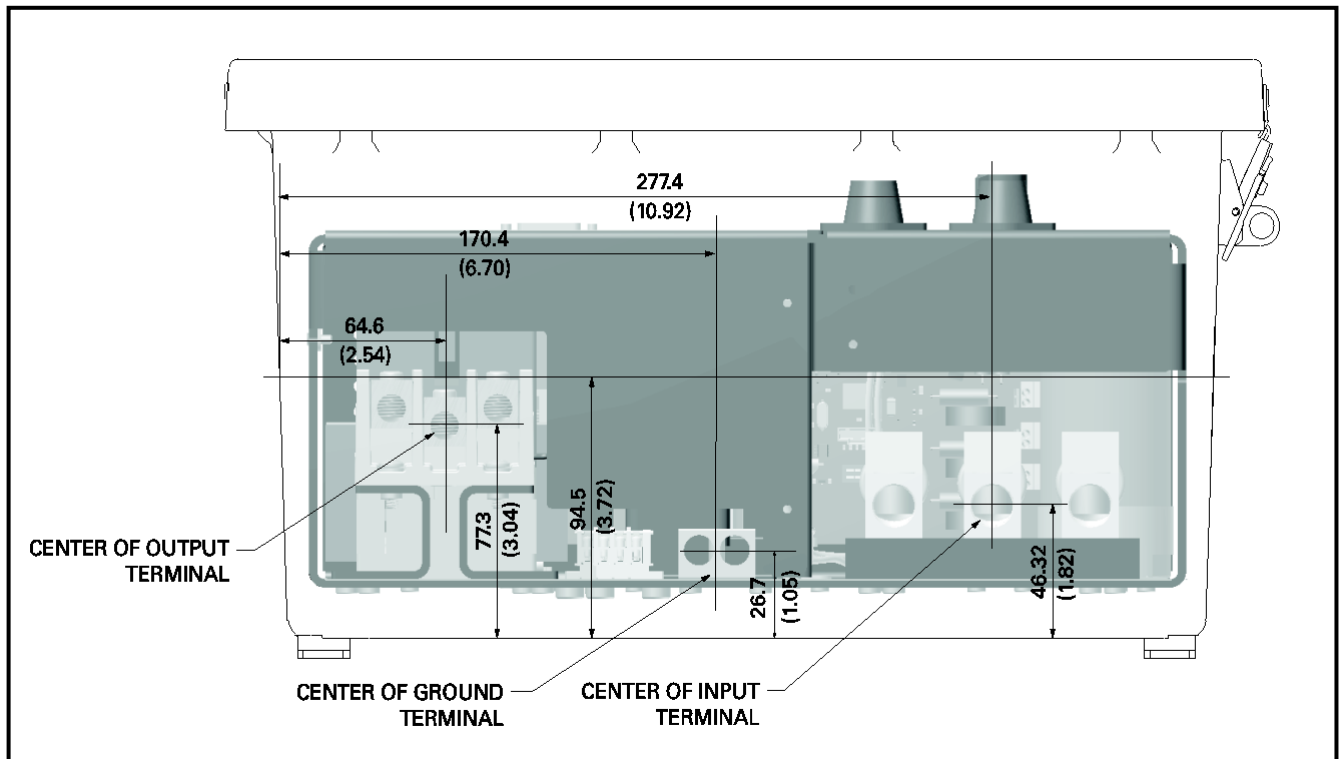 277.4
(10.92)
170.4
(6.70)
64.6
(2.54)
77.3
(3.04)
94.5
(3.72)
26.7
(1.05)
46.32
(1.82)
CENTER OF OUTPUT
TERMINAL
CENTER OF GROUND
TERMINAL
CENTER OF INPUT
TERMINAL